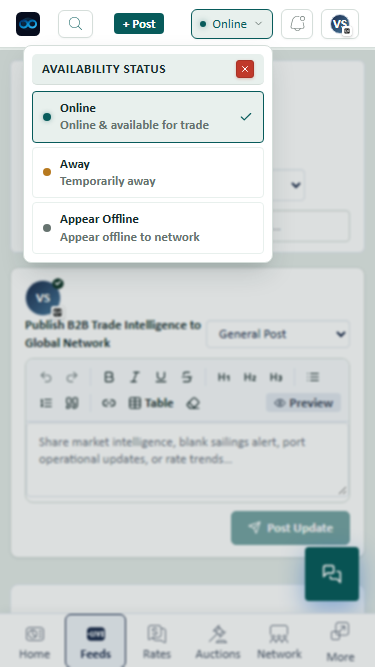 + Post
Online
VS
AVAILABILITY STATUS
Online
Online & available for trade
Away
Temporarily away
Appear Offline
Appear offline to network
...
VS
Publish B2B Trade Intelligence to
Global Network
General Post
B I U S H1 H2 H3
Table
Preview
Share market intelligence, blank sailings alert, port
operational updates, or rate trends...
Post Update
Home
LIVE
Feeds
Rates
Auctions
Network
More